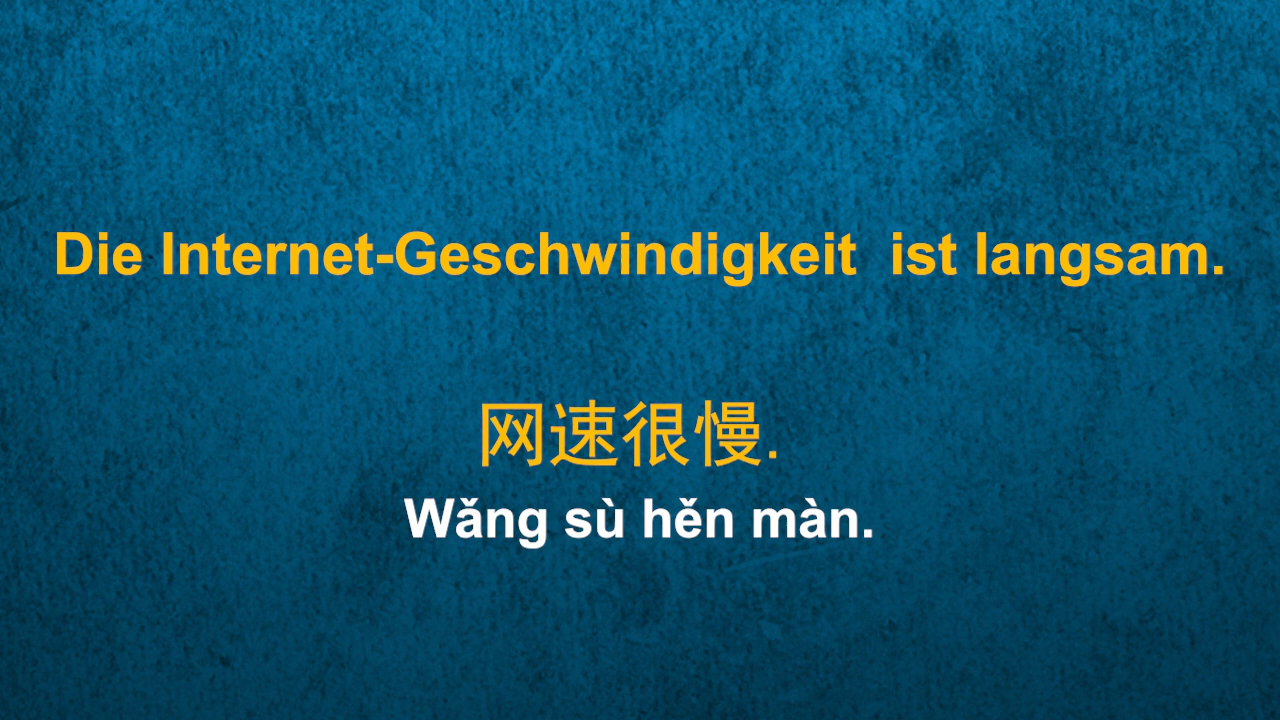 Die Internet-Geschwindigkeit  ist langsam.
网速很慢.
Wǎng sù hěn màn.